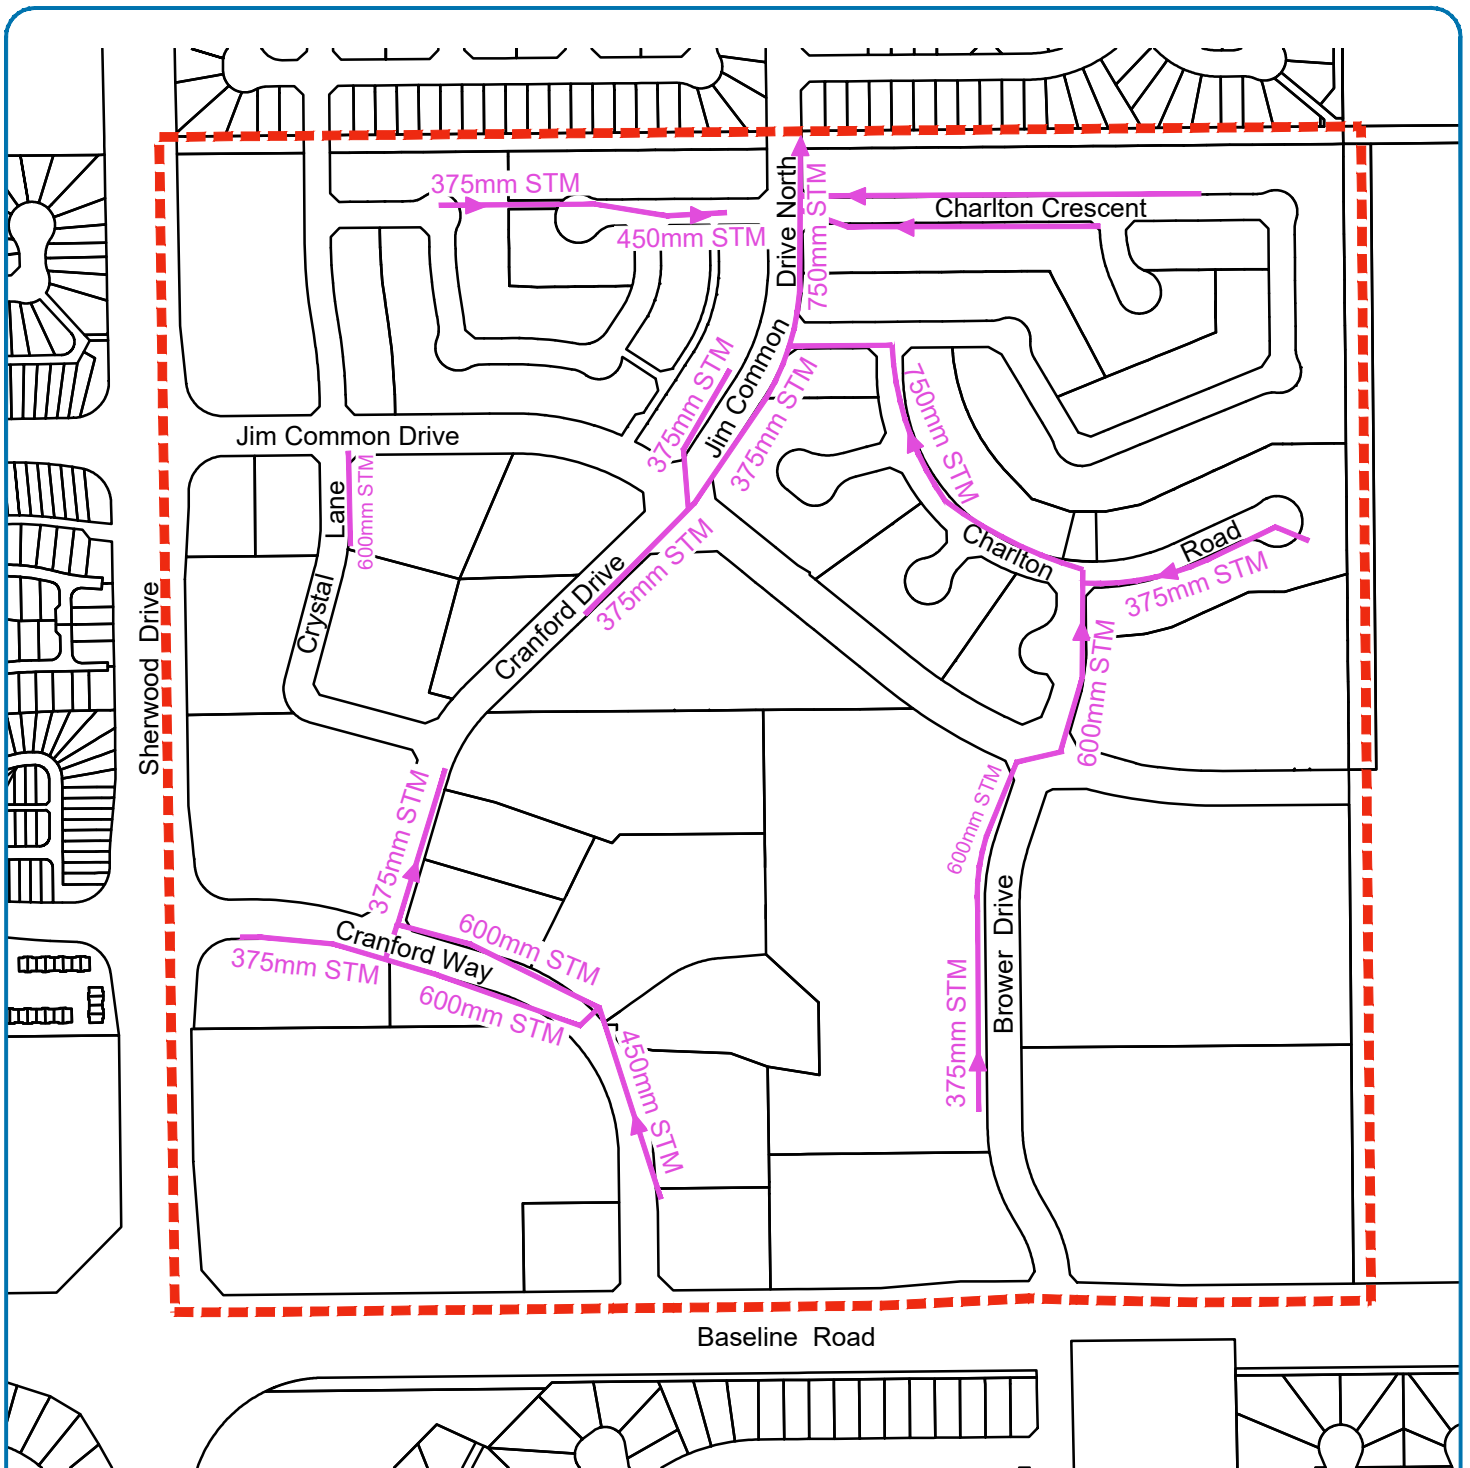 375mm STM
450mm STM
Drive North
750mm STM
Charlton Crescent
Jim Common
375mm STM
375mm STM
750mm STM
Jim Common Drive
Lane
600mm STM
Crystal
Cranford Drive
375mm STM
Charlton
Road
375mm STM
600mm STM
Sherwood Drive
375mm STM
600mm STM
Cranford Way
600mm STM
375mm STM
600mm STM
450mm STM
375mm STM
Brower Drive
Baseline Road